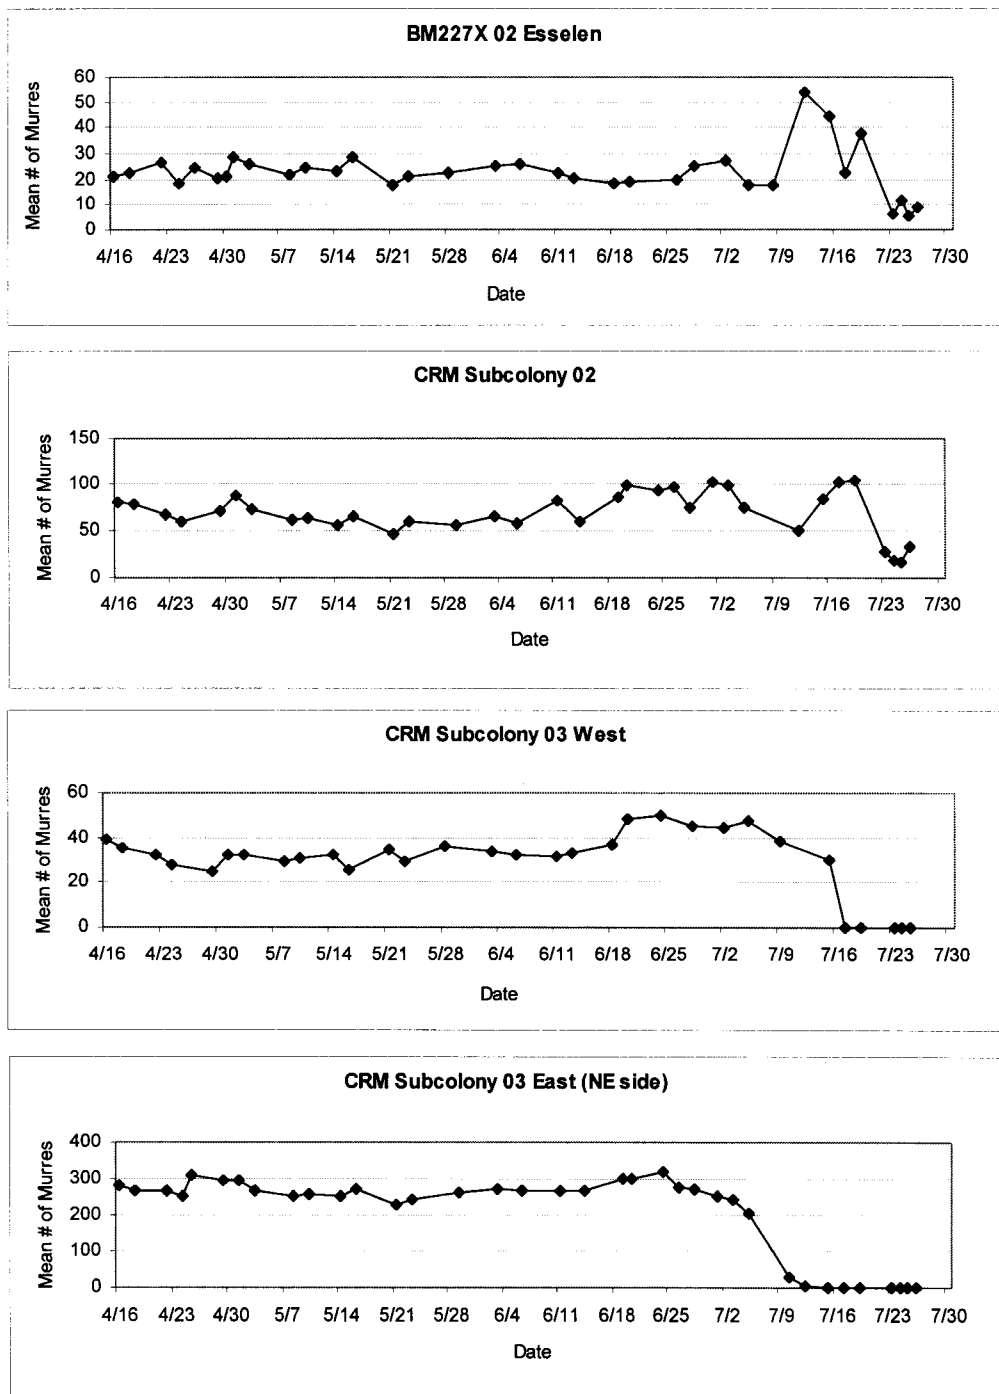 BM227X 02 Esselen
Mean # of Murres
60
50
40
30
20
10
0
4/16 4/23 4/30 5/7 5/14 5/21 5/28 6/4 6/11 6/18 6/25 7/2 7/9 7/16 7/23 7/30
Date
CRM Subcolony 02
Mean # of Murres
150
100
50
0
4/16 4/23 4/30 5/7 5/14 5/21 5/28 6/4 6/11 6/18 6/25 7/2 7/9 7/16 7/23 7/30
Date
CRM Subcolony 03 West
Mean # of Murres
60
40
20
0
4/16 4/23 4/30 5/7 5/14 5/21 5/28 6/4 6/11 6/18 6/25 7/2 7/9 7/16 7/23 7/30
Date
CRM Subcolony 03 East (NE side)
Mean # of Murres
400
300
200
100
0
4/16 4/23 4/30 5/7 5/14 5/21 5/28 6/4 6/11 6/18 6/25 7/2 7/9 7/16 7/23 7/30
Date